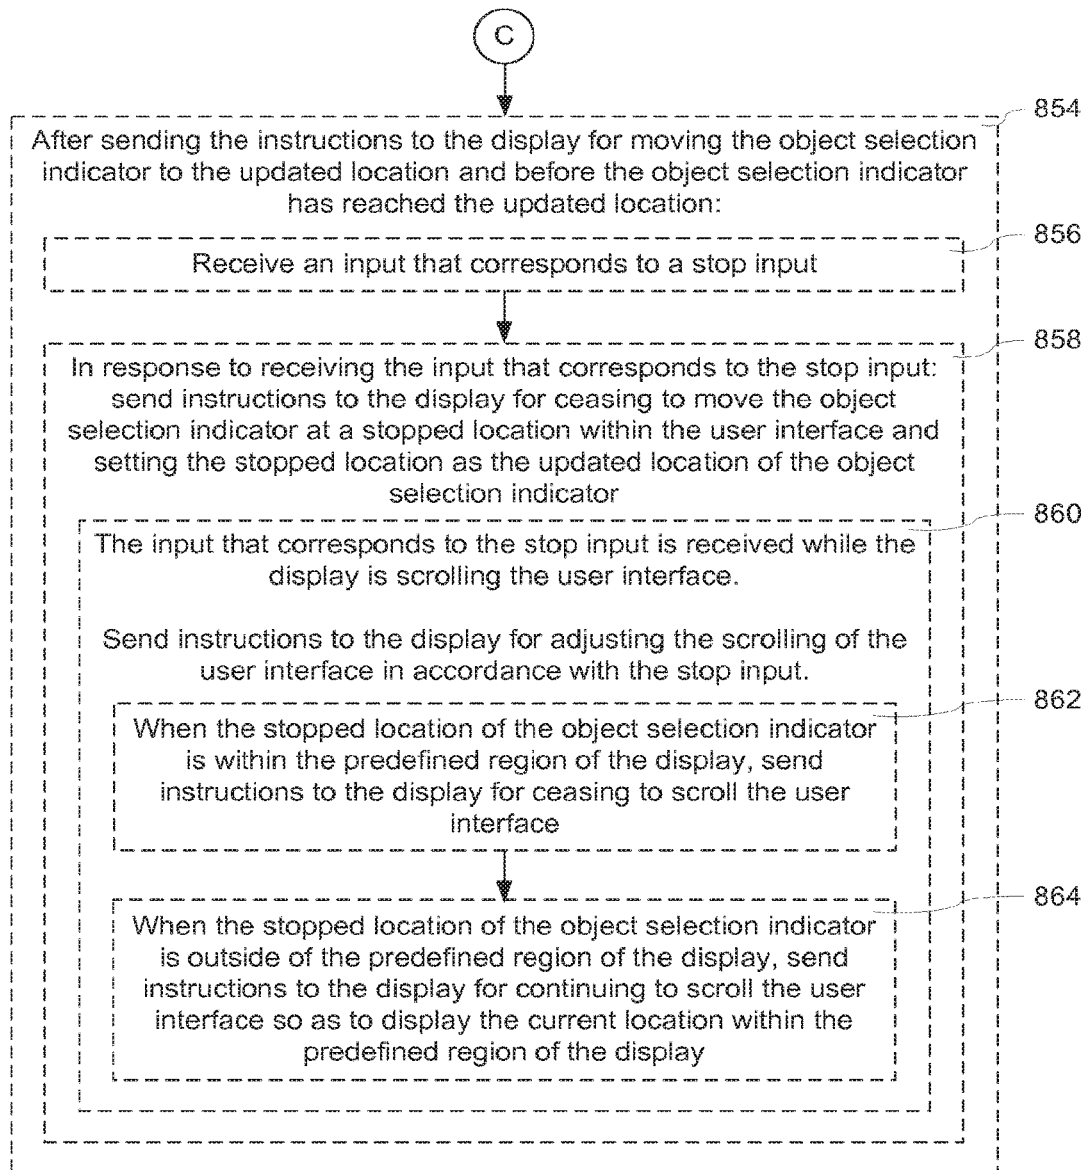 C
854
After sending the instructions to the display for moving the object selection
indicator to the updated location and before the object selection indicator
has reached the updated location:
856
Receive an input that corresponds to a stop input
858
In response to receiving the input that corresponds to the stop input:
send instructions to the display for ceasing to move the object
selection indicator at a stopped location within the user interface and
setting the stopped location as the updated location of the object
selection indicator
860
The input that corresponds to the stop input is received while the
display is scrolling the user interface.
Send instructions to the display for adjusting the scrolling of the
user interface in accordance with the stop input.
862
When the stopped location of the object selection indicator
is within the predefined region of the display, send
instructions to the display for ceasing to scroll the user
interface
864
When the stopped location of the object selection indicator
is outside of the predefined region of the display, send
instructions to the display for continuing to scroll the user
interface so as to display the current location within the
predefined region of the display